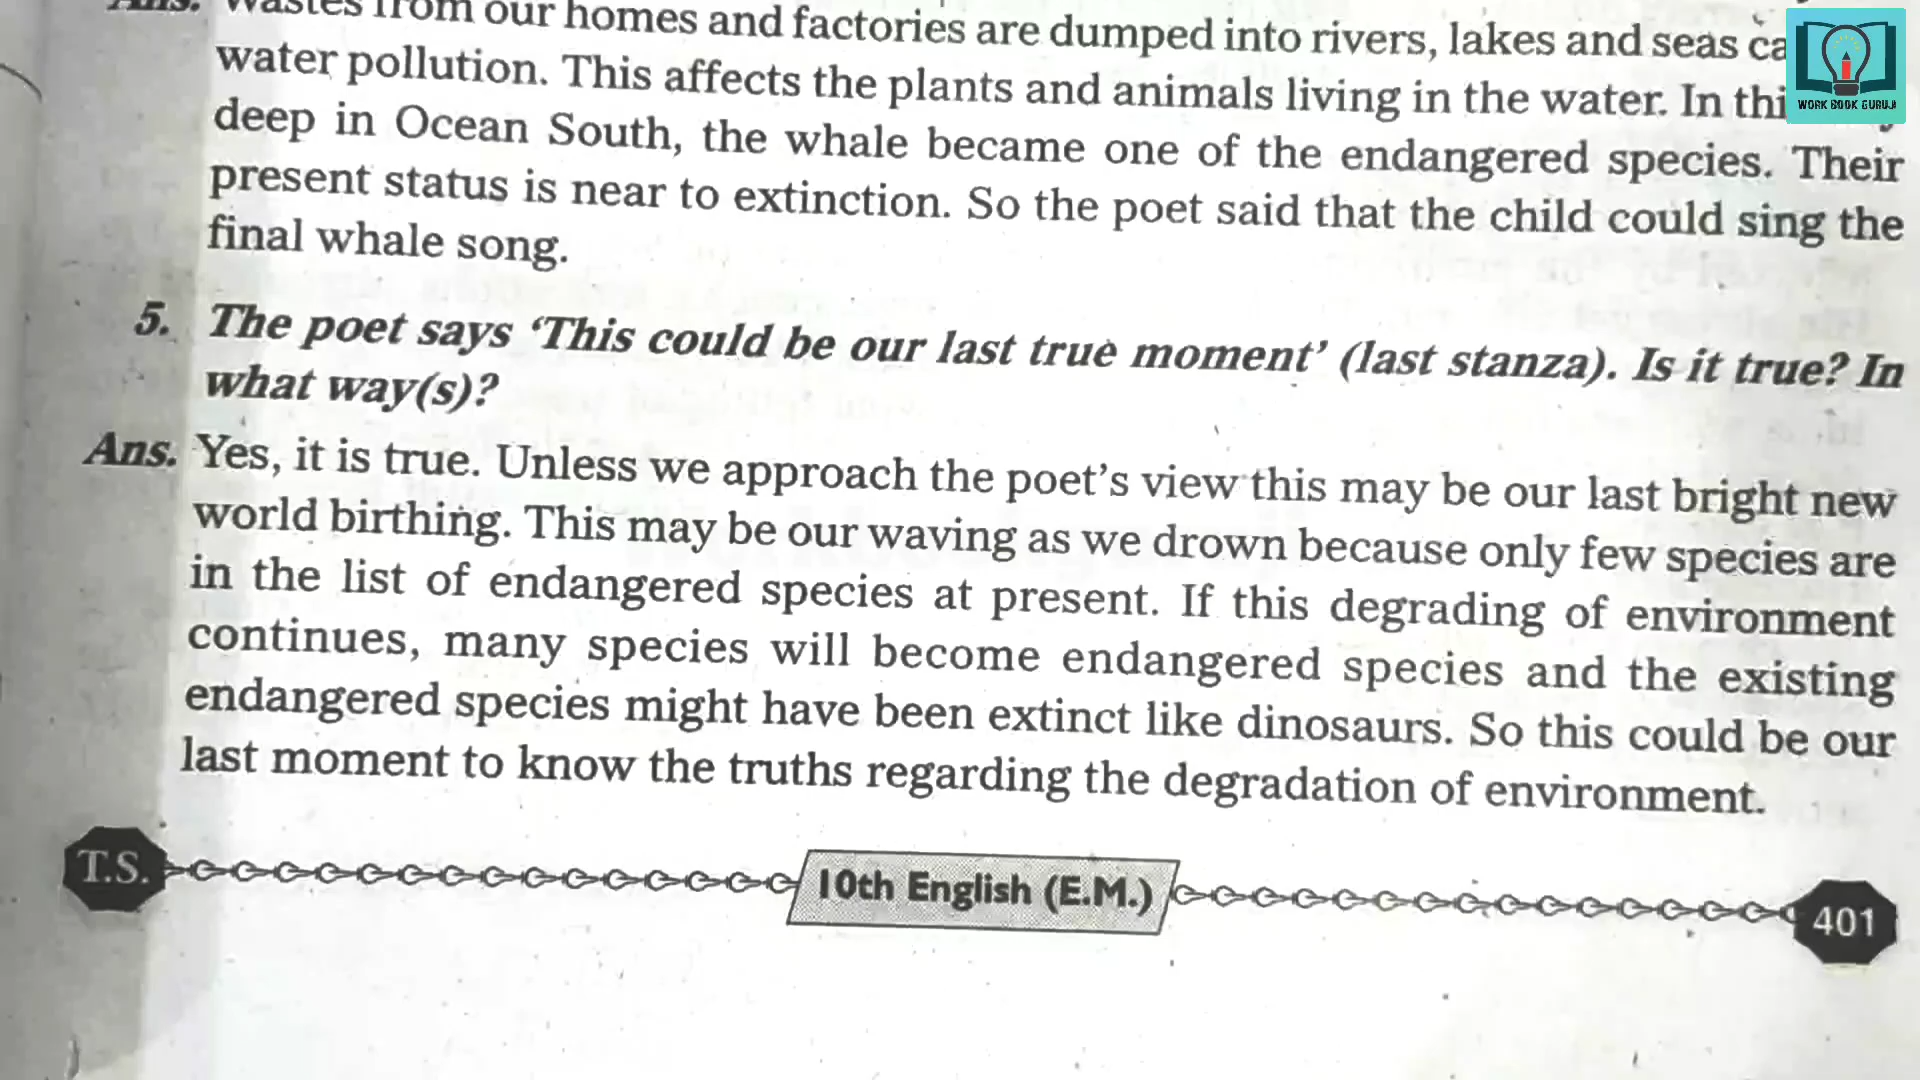 Ans. Wastes from our homes and factories are dumped into rivers, lakes and seas ca
water pollution. This affects the plants and animals living in the water. In thi
deep in Ocean South, the whale became one of the endangered species. Their
present status is near to extinction. So the poet said that the child could sing the
final whale song.
5. The poet says ‘This could be our last true moment’ (last stanza). Is it true? In
what way(s)?
Ans. Yes, it is true. Unless we approach the poet’s view this may be our last bright new
world birthing. This may be our waving as we drown because only few species are
in the list of endangered species at present. If this degrading of environment
continues, many species will become endangered species and the existing
endangered species might have been extinct like dinosaurs. So this could be our
last moment to know the truths regarding the degradation of environment.
T.S. 10th English (E.M.) 401
WORK BOOK GURUJI